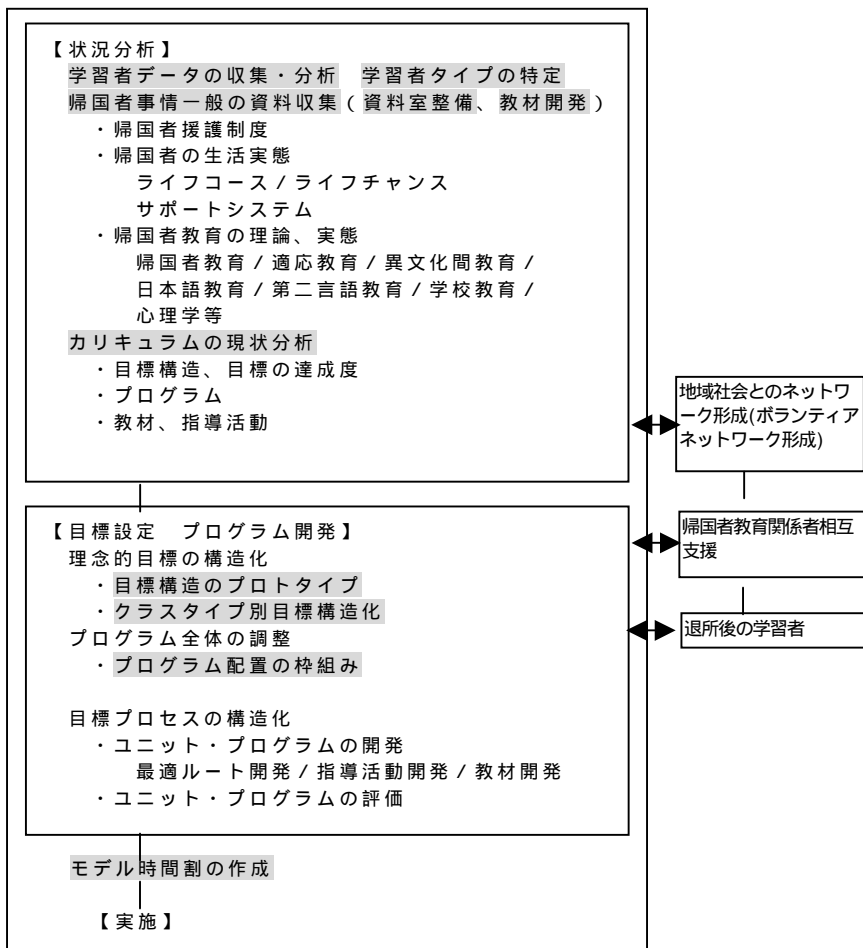 【状況分析】
学習者データの収集・分析　学習者タイプの特定
帰国者事情一般の資料収集(資料室整備、教材開発)
・帰国者援護制度
・帰国者の生活実態
ライフコース/ライフチャンス
サポートシステム
・帰国者教育の理論、実態
帰国者教育/適応教育/異文化間教育/
日本語教育/第二言語教育/学校教育/
心理学等
カリキュラムの現状分析
・目標構造、目標の達成度
・プログラム
・教材、指導活動
地域社会とのネットワ
ーク形成(ボランティア
ネットワーク形成)
【目標設定　プログラム開発】
理念的目標の構造化
・目標構造のプロトタイプ
・クラスタイプ別目標構造化
プログラム全体の調整
・プログラム配置の枠組み
目標プロセスの構造化
・ユニット・プログラムの開発
最適ルート開発/指導活動開発/教材開発
・ユニット・プログラムの評価
帰国者教育関係者相互
支援
退所後の学習者
モデル時間割の作成
【実施】